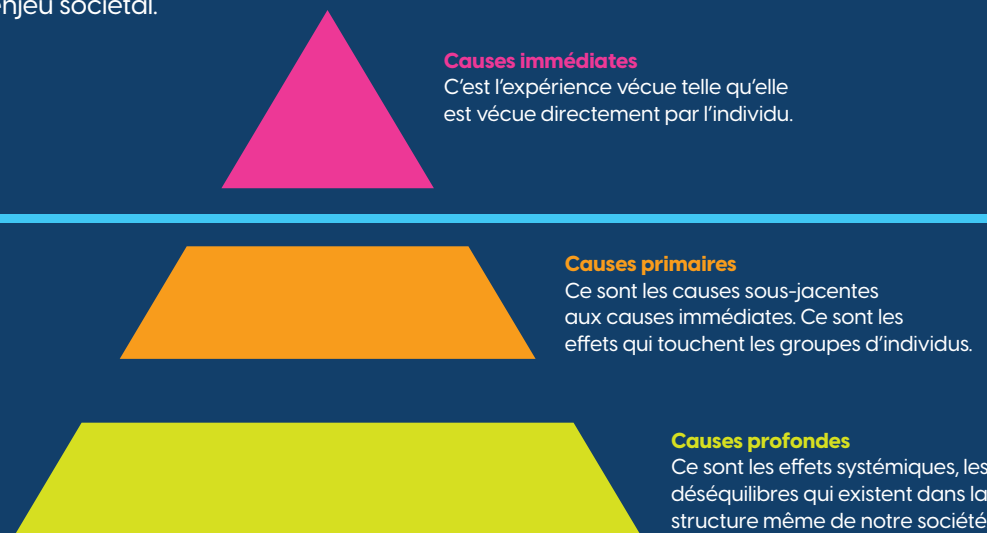 enjeu sociétal.
Causes immédiates
C’est l’expérience vécue telle qu’elle
est vécue directement par l’individu.
Causes primaires
Ce sont les causes sous-jacentes
aux causes immédiates. Ce sont les
effets qui touchent les groupes d’individus.
Causes profondes
Ce sont les effets systémiques, les
déséquilibres qui existent dans la
structure même de notre société